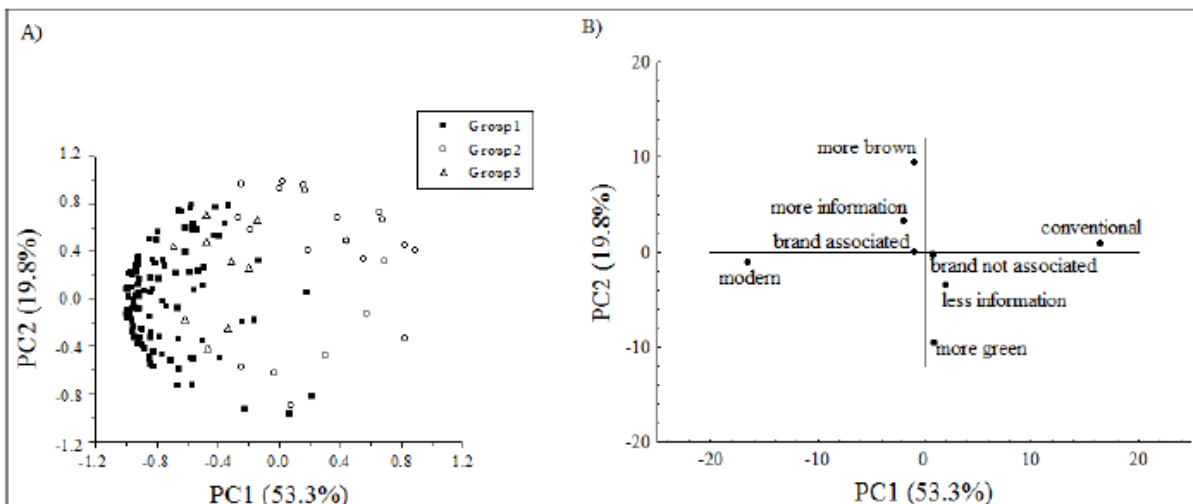 A)
Grosp1
Grosp2
Grosp3
1.2
0.8
0.4
0.0
-0.4
-0.8
-1.2
-1.2
-0.8
-0.4
0.0
0.4
0.8
1.2
PC2 (19.8%)
PC1 (53.3%)
B)
20
10
0
-10
-20
-20
-10
0
10
20
PC2 (19.8%)
PC1 (53.3%)
more brown
more information
conventional
brand associated
brand not associated
modern
less information
more green